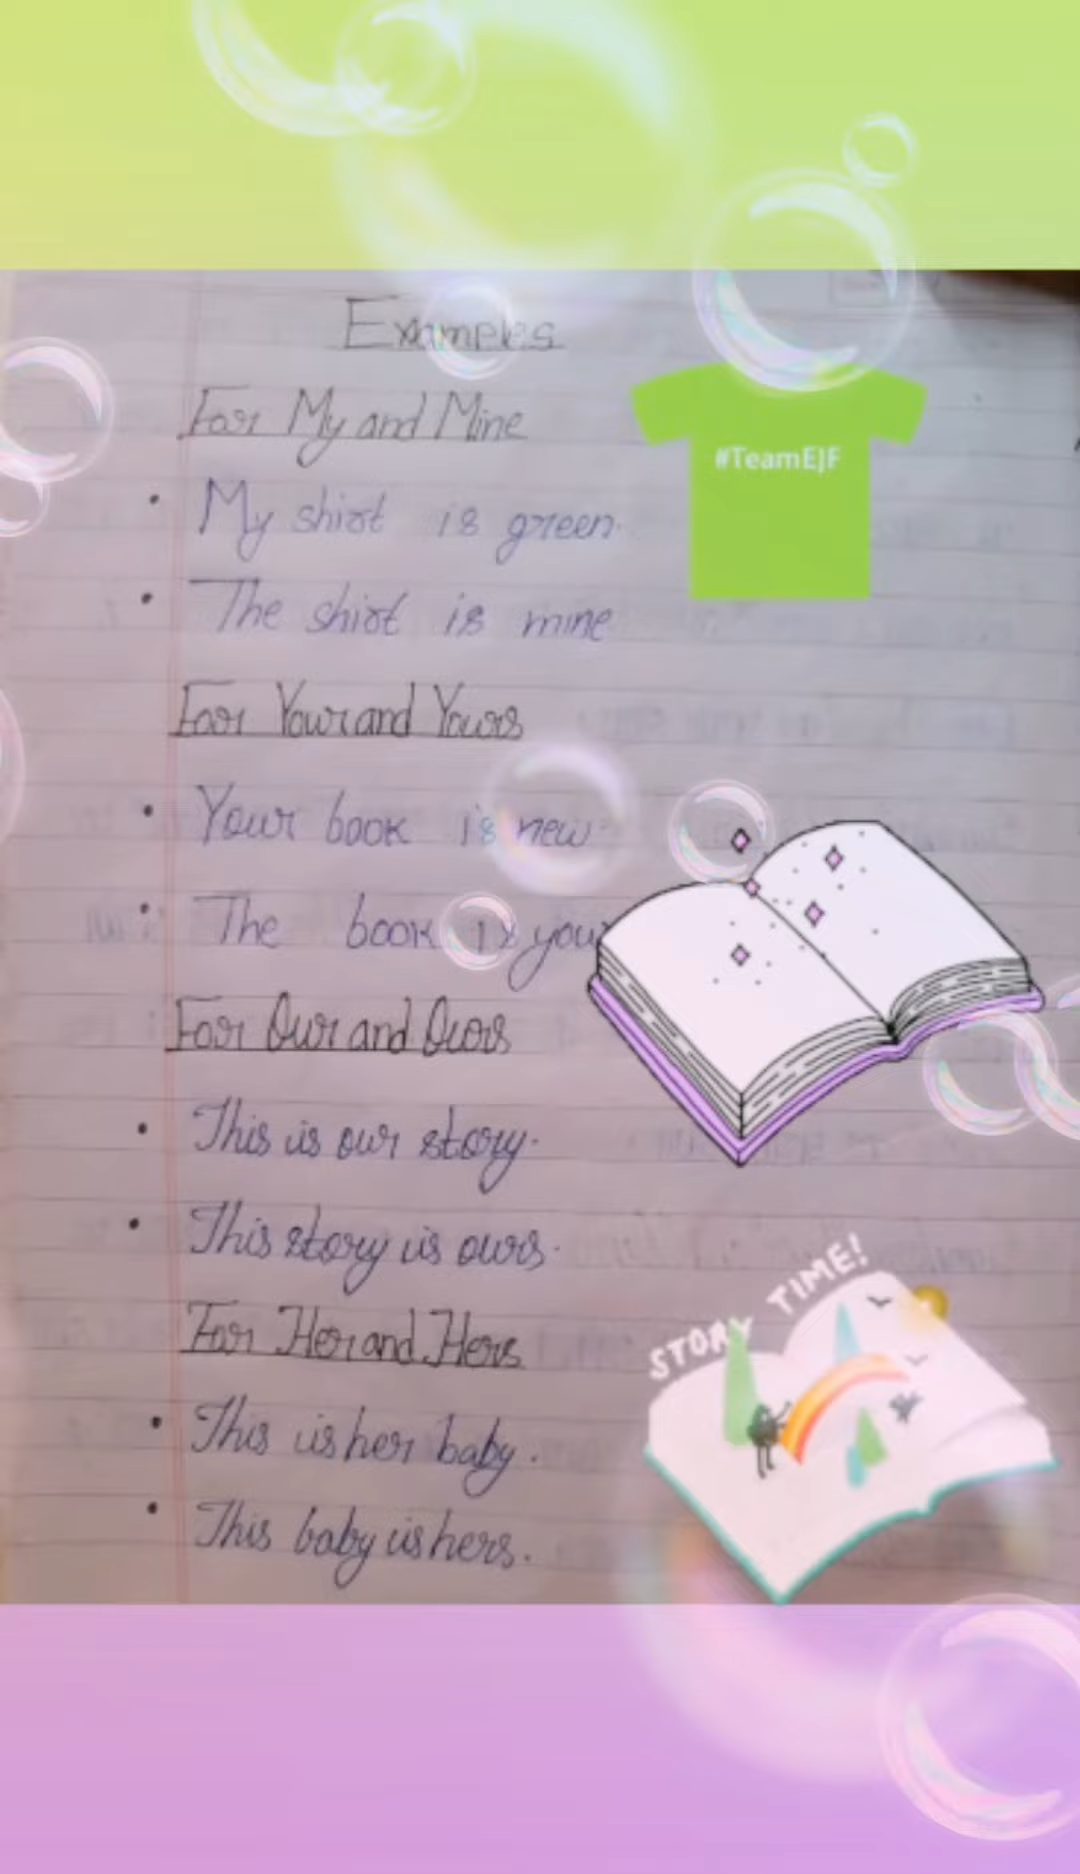 Examples
For My and Mine
#TeamEJF
• My shirt is green.
• The shirt is mine
For Your and Yours
• Your book is new
• The book is your
For Our and Ours
• This is our story.
• This story is ours.
STORY TIME!
For Her and Hers
• This is her baby.
• This baby is hers.